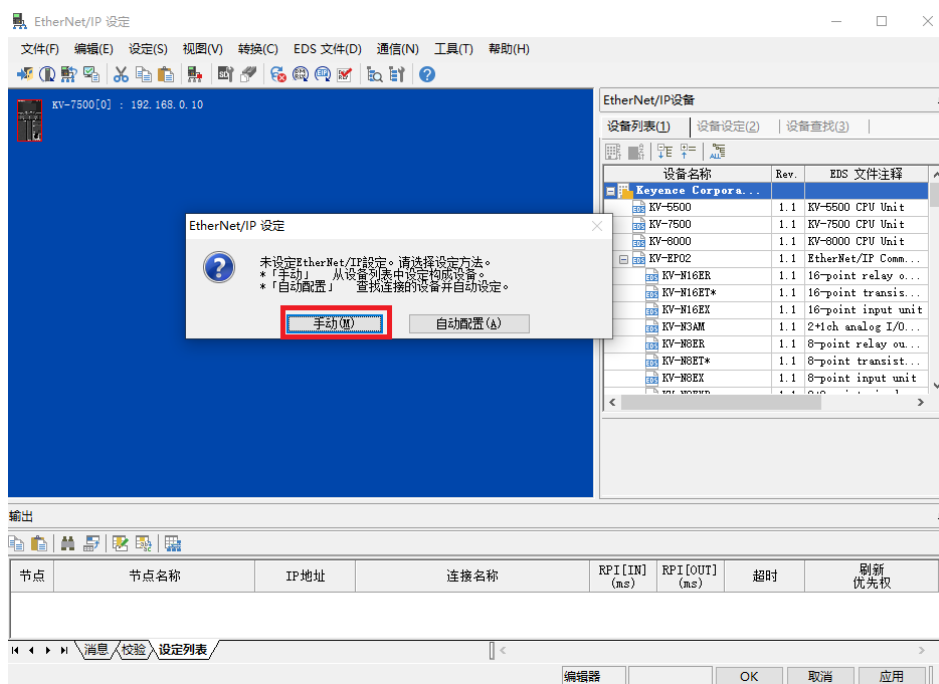 EtherNet/IP 设定
文件(F) 编辑(E) 设定(S) 视图(V) 转换(C) EDS 文件(D) 通信(N) 工具(T) 帮助(H)
KV-7500[0] : 192.168.0.10
EtherNet/IP设备
设备列表(1) 设备设定(2) 设备查找(3)
设备名称 Rev. EDS 文件注释
Keyence Corpora...
KV-5500 1.1 KV-5500 CPU Unit
KV-7500 1.1 KV-7500 CPU Unit
KV-8000 1.1 KV-8000 CPU Unit
KV-EP02 1.1 EtherNet/IP Comm...
KV-N16ER 1.1 16-point relay o...
KV-N16ET* 1.1 16-point transis...
KV-N16EX 1.1 16-point input unit
KV-N3AM 1.1 2+1ch analog I/O...
KV-N8ER 1.1 8-point relay ou...
KV-N8ET* 1.1 8-point transist...
KV-N8EX 1.1 8-point input unit
EtherNet/IP 设定
未设定EtherNet/IP設定。请选择设定方法。
*「手动」 从设备列表中设定构成设备。
*「自动配置」 查找连接的设备并自动设定。
手动(M) 自动配置(A)
输出
节点 节点名称 IP地址 连接名称 RPI[IN] (ms) RPI[OUT] (ms) 超时 刷新 优先权
消息 校验 设定列表
编辑器 OK 取消 应用